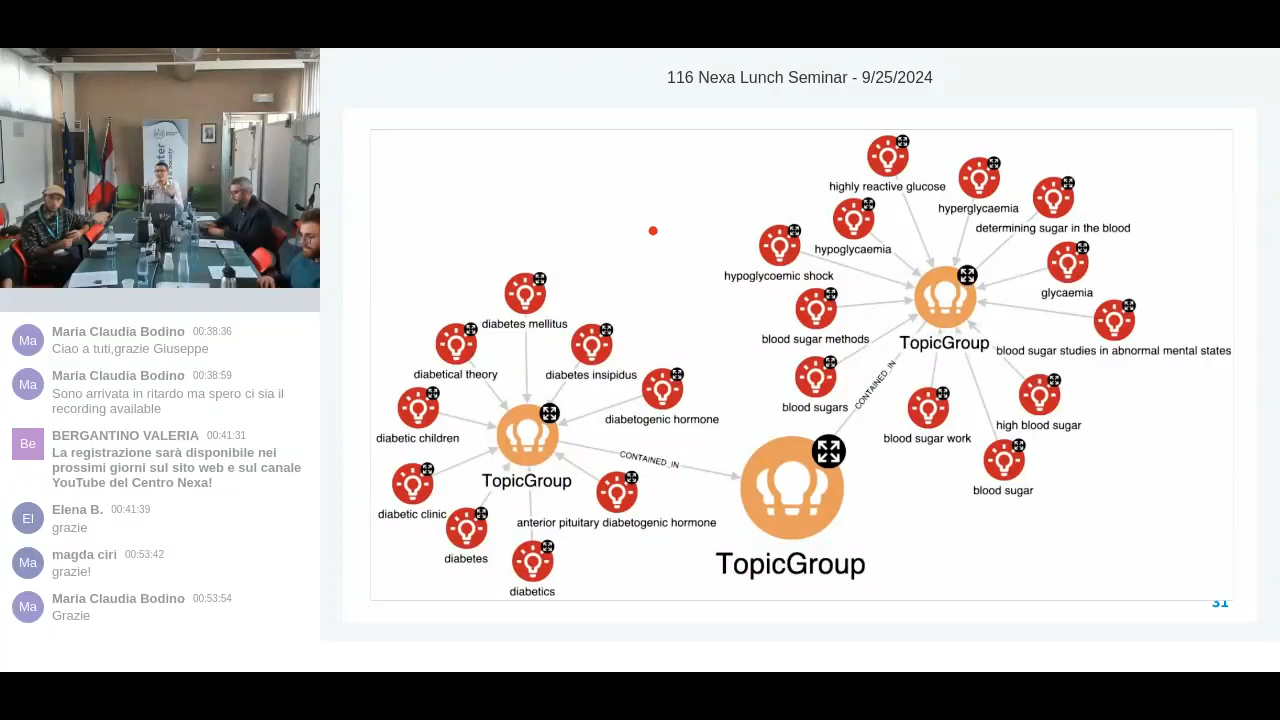 116 Nexa Lunch Seminar - 9/25/2024
Maria Claudia Bodino 00:38:36
Ciao a tuti,grazie Giuseppe
Maria Claudia Bodino 00:38:59
Sono arrivata in ritardo ma spero ci sia il
recording available
BERGANTINO VALERIA 00:41:31
La registrazione sarà disponibile nei
prossimi giorni sul sito web e sul canale
YouTube del Centro Nexa!
Elena B. 00:41:39
grazie
magda ciri 00:53:42
grazie!
Maria Claudia Bodino 00:53:54
Grazie
Ma
Ma
Be
El
Ma
Ma
highly reactive glucose
hyperglycaemia
determining sugar in the blood
hypoglycaemia
hypoglycoemic shock
glycaemia
blood sugar methods
TopicGroup
blood sugar studies in abnormal mental states
blood sugars
CONTAINED_IN
high blood sugar
blood sugar work
blood sugar
diabetes mellitus
diabetical theory
diabetes insipidus
diabetogenic hormone
diabetic children
TopicGroup
CONTAINED_IN
diabetic clinic
anterior pituitary diabetogenic hormone
diabetes
diabetics
TopicGroup
31